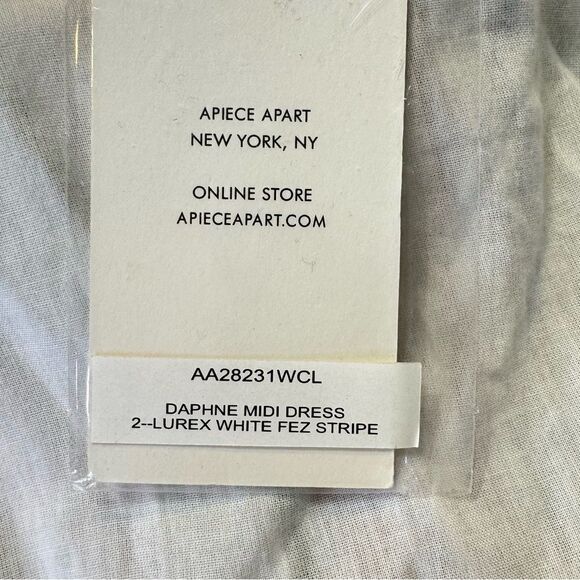 APIECE APART
NEW YORK, NY
ONLINE STORE
APIECEAPART.COM
AA28231WCL
DAPHNE MIDI DRESS
2--LUREX WHITE FEZ STRIPE